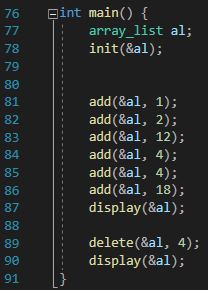 76 int main() {
77 array_list al;
78 init(&al);
79
80
81 add(&al, 1);
82 add(&al, 2);
83 add(&al, 12);
84 add(&al, 4);
85 add(&al, 4);
86 add(&al, 18);
87 display(&al);
88
89 delete(&al, 4);
90 display(&al);
91 }